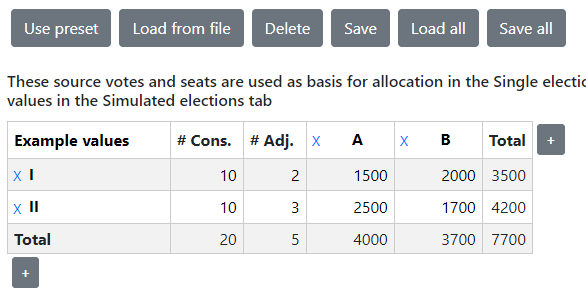 Use preset Load from file Delete Save Load all Save all
These source votes and seats are used as basis for allocation in the Single
values in the Simulated elections tab
Example values # Cons. # Adj. X A X B Total +
X I 10 2 1500 2000 3500
X II 10 3 2500 1700 4200
Total 20 5 4000 3700 7700
+